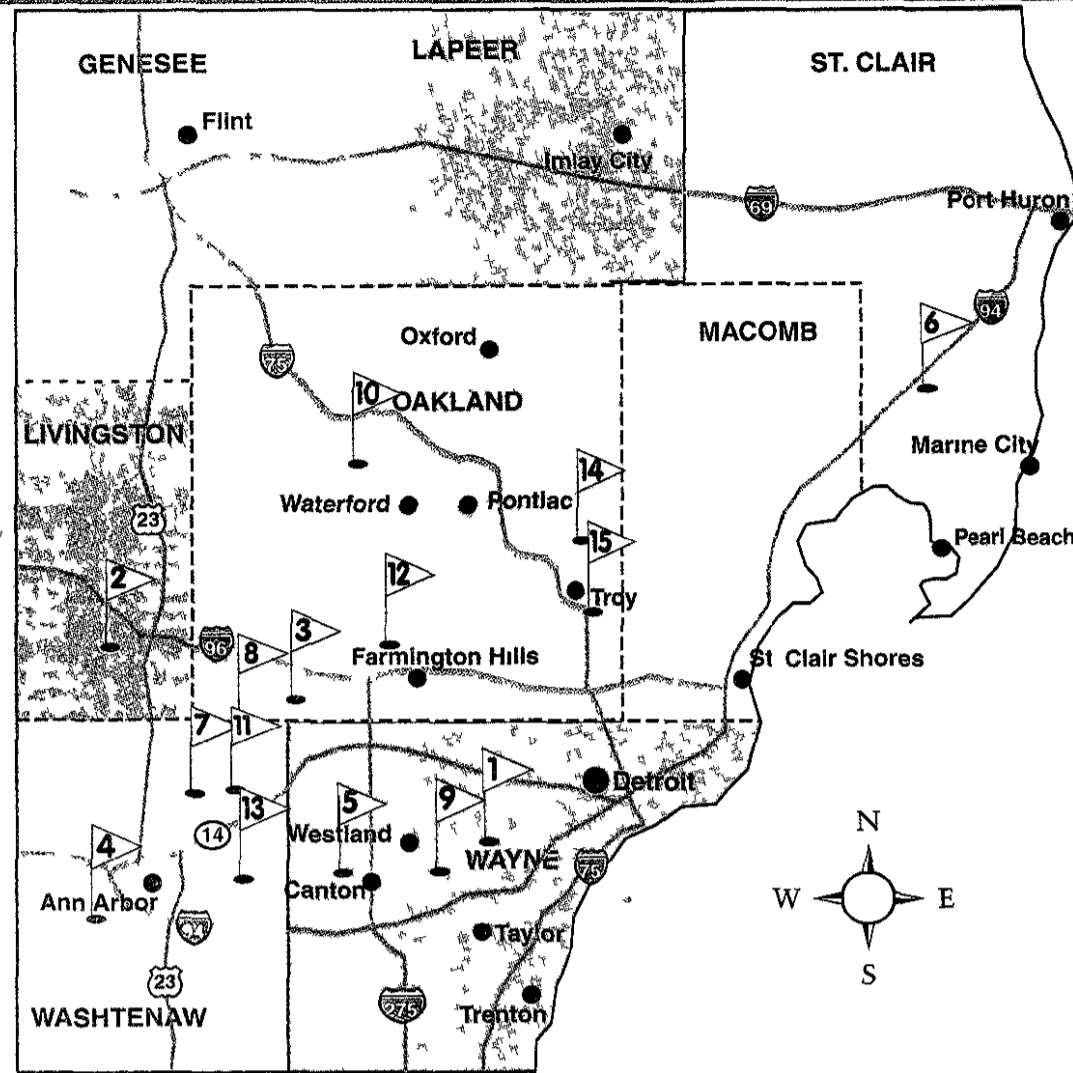 GENESEE
LAPEER
ST. CLAIR
Flint
Imlay City
69
Port Huron
94
6
MACOMB
Oxford
75
10
OAKLAND
LIVINGSTON
Marine City
14
Waterford
Pontiac
23
15
Pearl Beach
2
12
Troy
3
96
8
Farmington Hills
St Clair Shores
7
11
1
Detroit
5
9
13
14
Westland
4
WAYNE
75
N
Canton
W
E
Ann Arbor
Taylor
S
23
275
Trenton
WASHTENAW